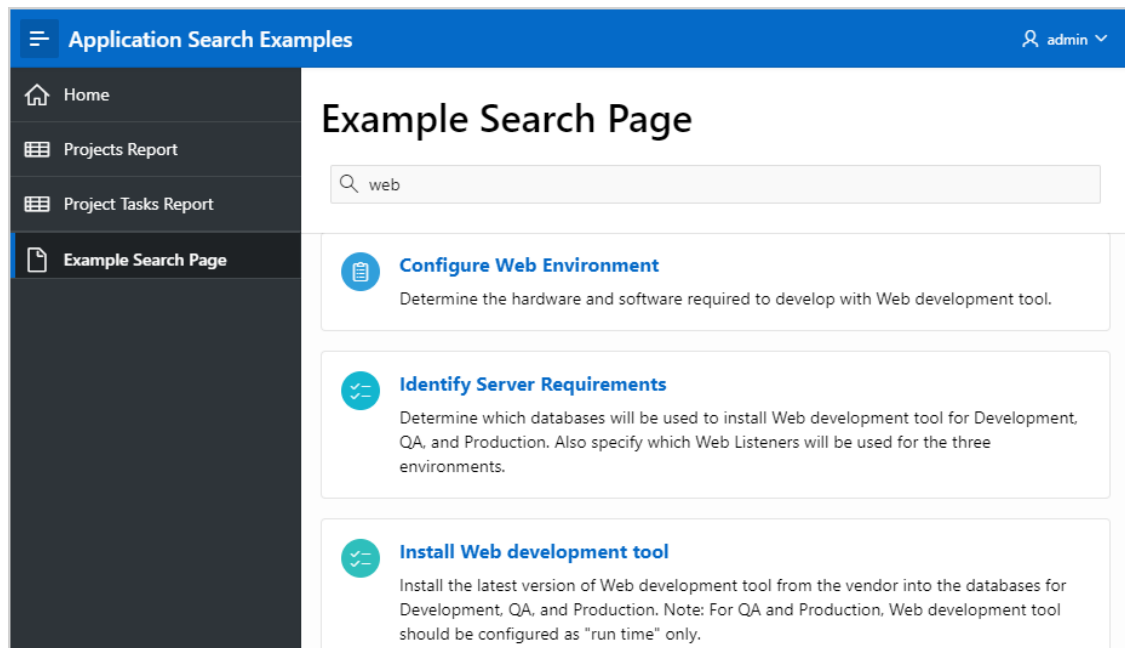 Application Search Examples
admin
Home
Projects Report
Project Tasks Report
Example Search Page
Example Search Page
web
Configure Web Environment
Determine the hardware and software required to develop with Web development tool.
Identify Server Requirements
Determine which databases will be used to install Web development tool for Development,
QA, and Production. Also specify which Web Listeners will be used for the three
environments.
Install Web development tool
Install the latest version of Web development tool from the vendor into the databases for
Development, QA, and Production. Note: For QA and Production, Web development tool
should be configured as "run time" only.